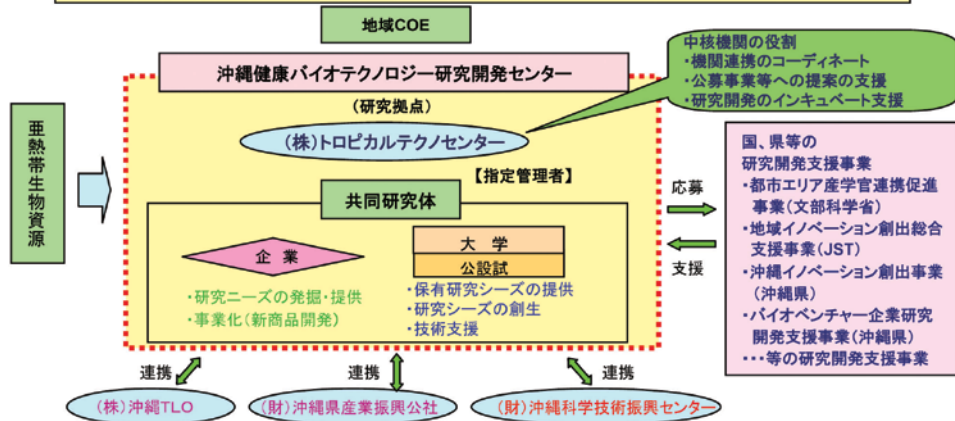 地域COE
中核機関の役割
・機関連携のコーディネート
・公募事業等への提案の支援
・研究開発のインキュベート支援
沖縄健康バイオテクノロジー研究開発センター
(研究拠点)
(株)トロピカルテクノセンター
【指定管理者】
亜熱帯生物資源
共同研究体
企業
・研究ニーズの発掘・提供
・事業化(新商品開発)
大 学
公設試
・保有研究シーズの提供
・研究シーズの創生
・技術支援
応募
支援
国、県等の
研究開発支援事業
・都市エリア産学官連携促進
事業(文部科学省)
・地域イノベーション創出総合
支援事業(JST)
・沖縄イノベーション創出事業
(沖縄県)
・バイオベンチャー企業研究
開発支援事業(沖縄県)
・・・等の研究開発支援事業
連携
連携
連携
(株)沖縄TLO
(財)沖縄県産業振興公社
(財)沖縄科学技術振興センター